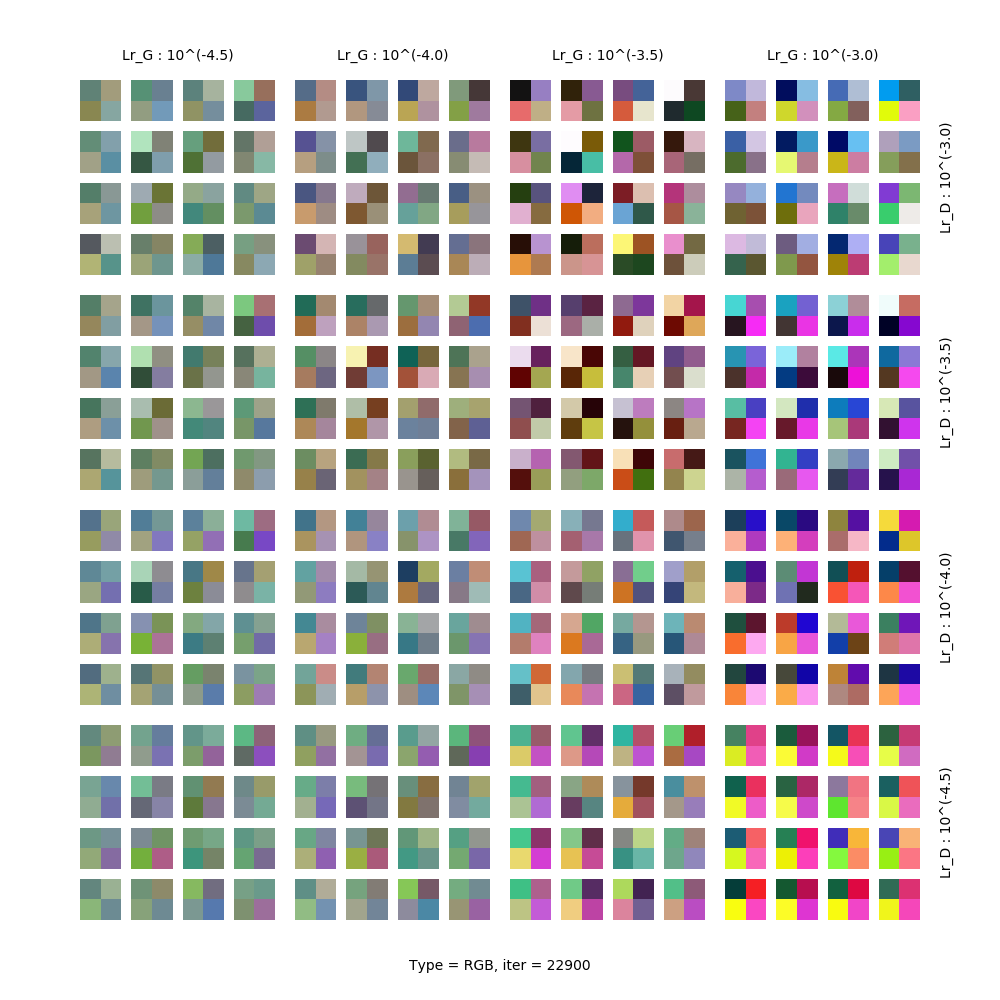 Lr_G : 10^(-4.5)
Lr_G : 10^(-4.0)
Lr_G : 10^(-3.5)
Lr_G : 10^(-3.0)
Lr_D : 10^(-3.0)
Lr_D : 10^(-3.5)
Lr_D : 10^(-4.0)
Lr_D : 10^(-4.5)
Type = RGB, iter = 22900